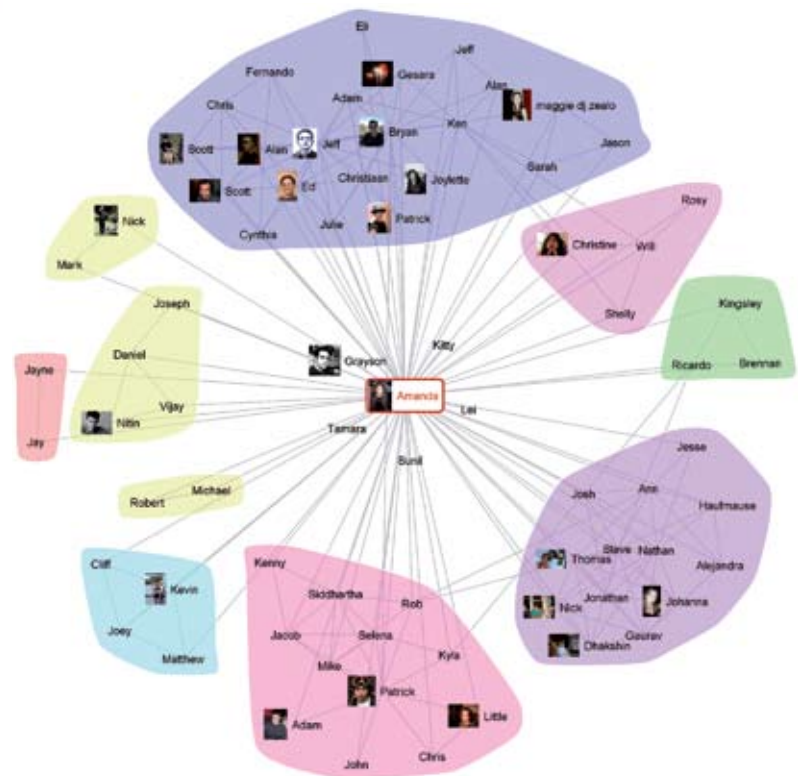 Eli
Jeff
Gesara
Fernando
Alan
Adam
maggie dj zealo
Chris
Ken
Bryan
Jeff
Scott
Alan
Jason
Sarah
Christiaan
Joylette
Scott
Ed
Julie
Patrick
Cynthia
Rosy
Nick
Christine
Will
Mark
Joseph
Kingsley
Shelly
Kitty
Daniel
Grayson
Ricardo
Brennan
Jayne
Amanda
Vijay
Lei
Nitin
Tamara
Jay
Sunil
Jesse
Michael
Robert
Josh
Ann
Haufmause
Cliff
Kenny
Thomas
Steve
Nathan
Alejandra
Kevin
Siddhartha
Rob
Jonathan
Johanna
Nick
Joey
Jacob
Selena
Gaurav
Dhakshin
Matthew
Mike
Kyla
Patrick
Adam
Little
John
Chris